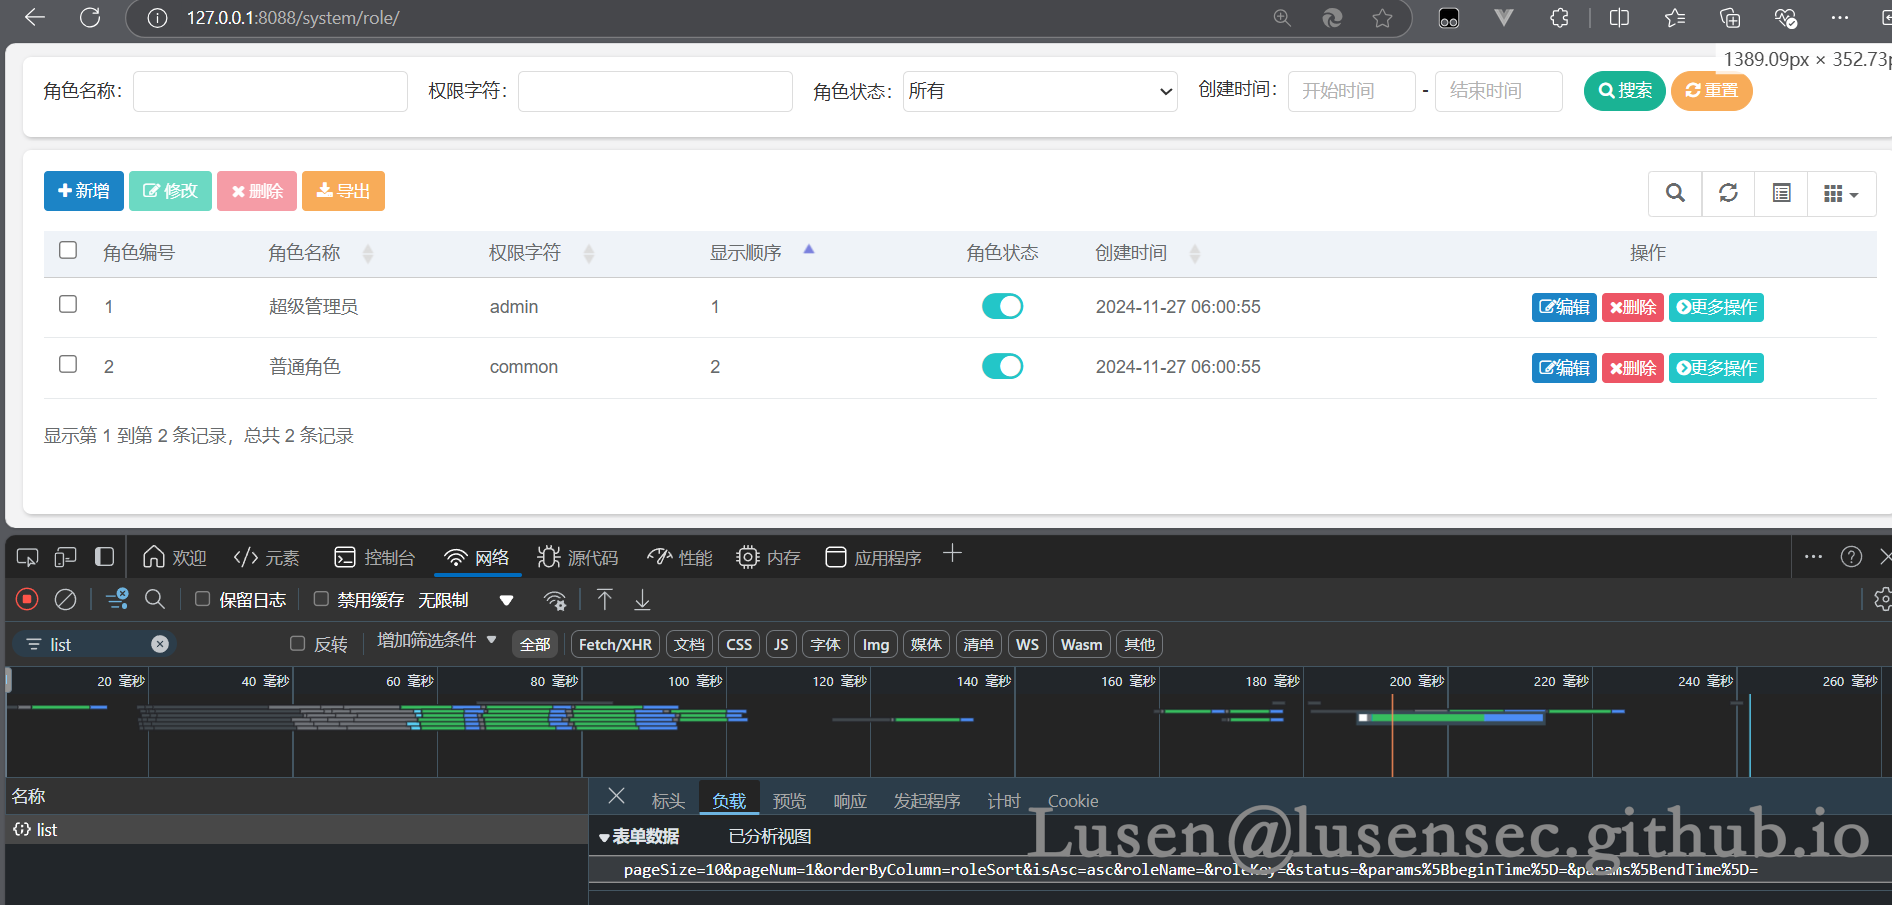 127.0.0.1:8088/system/role/
1389.09px × 352.73p
角色名称： 权限字符： 角色状态： 所有 创建时间： 开始时间 - 结束时间 搜索 重置
新增 修改 删除 导出
角色编号 角色名称 权限字符 显示顺序 角色状态 创建时间 操作
1 超级管理员 admin 1 2024-11-27 06:00:55 编辑 删除 更多操作
2 普通角色 common 2 2024-11-27 06:00:55 编辑 删除 更多操作
显示第 1 到第 2 条记录，总共 2 条记录
欢迎 元素 控制台 网络 源代码 性能 内存 应用程序
保留日志 禁用缓存 无限制
list 反转 增加筛选条件 全部 Fetch/XHR 文档 CSS JS 字体 Img 媒体 清单 WS Wasm 其他
20 毫秒 40 毫秒 60 毫秒 80 毫秒 100 毫秒 120 毫秒 140 毫秒 160 毫秒 180 毫秒 200 毫秒 220 毫秒 240 毫秒 260 毫秒
名称 标头 负载 预览 响应 发起程序 计时 Cookie
list 表单数据 已分析视图
Lusen@lusensec.github.io
pageSize=10&pageNum=1&orderByColumn=roleSort&isAsc=asc&roleName=&roleKey=&status=&params%5BbeginTime%5D=&params%5BendTime%5D=